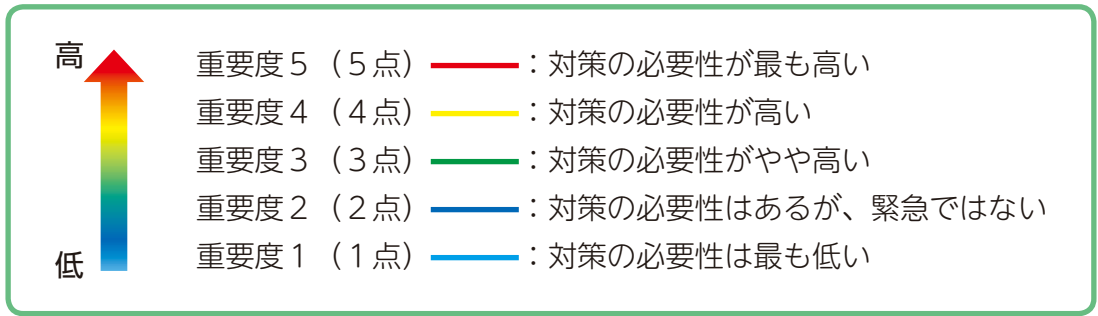 高
重要度５（５点）：対策の必要性が最も高い
重要度４（４点）：対策の必要性が高い
重要度３（３点）：対策の必要性がやや高い
重要度２（２点）：対策の必要性はあるが、緊急ではない
重要度１（１点）：対策の必要性は最も低い
低